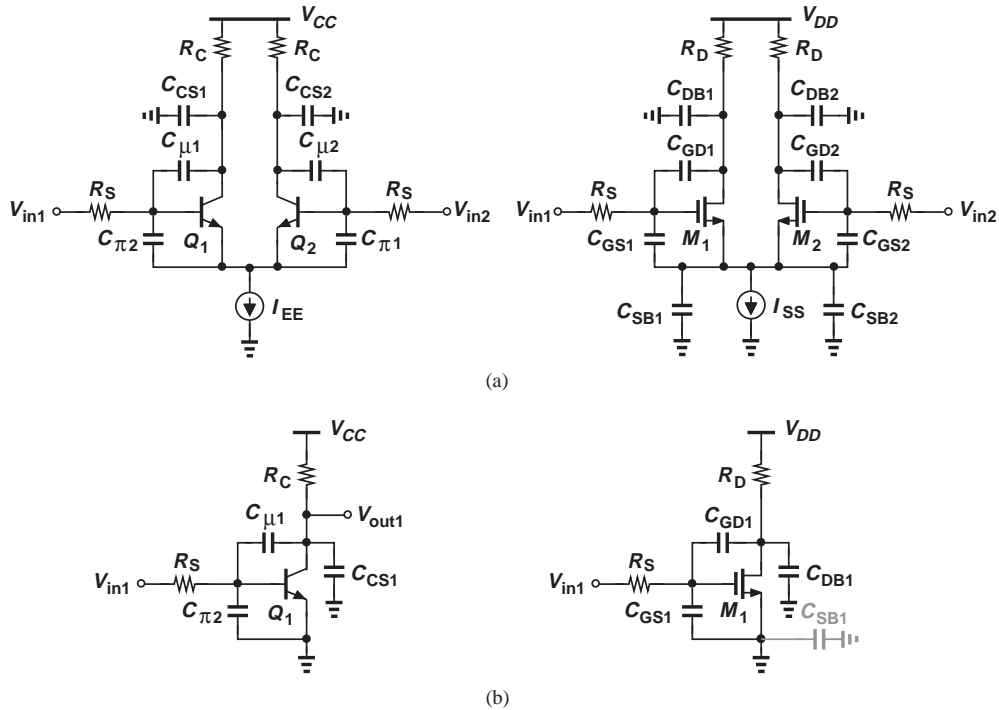 V_CC
R_C R_C
C_CS1 C_CS2
C_μ1 C_μ2
V_in1 R_S R_S V_in2
C_π2 Q_1 Q_2 C_π1
I_EE
V_DD
R_D R_D
C_DB1 C_DB2
C_GD1 C_GD2
V_in1 R_S R_S V_in2
C_GS1 M_1 M_2 C_GS2
C_SB1 I_SS C_SB2
(a)
V_CC
R_C
C_μ1 V_out1
V_in1 R_S C_CS1
C_π2 Q_1
V_DD
R_D
C_GD1
V_in1 R_S C_DB1
C_GS1 M_1 C_SB1
(b)